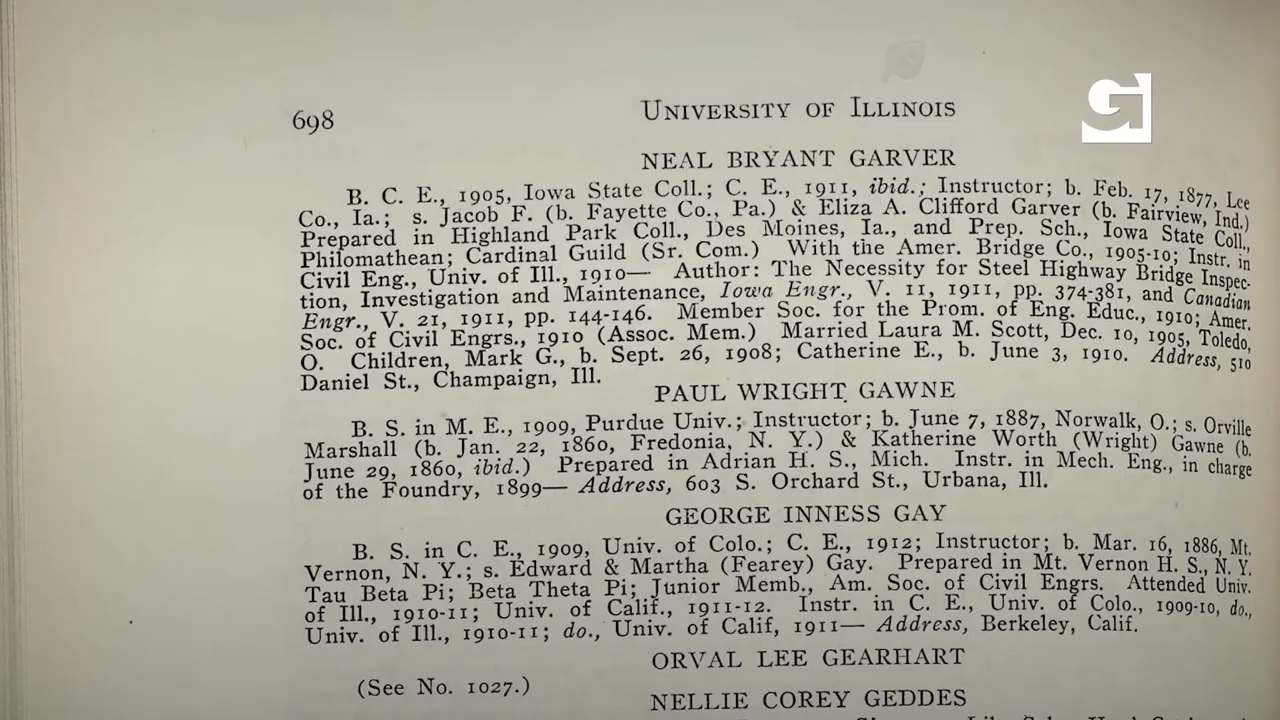 698
UNIVERSITY OF ILLINOIS
NEAL BRYANT GARVER
B. C. E., 1905, Iowa State Coll.; C. E., 1911, ibid.; Instructor; b. Feb. 17, 1877, Lee
Co., Ia.; s. Jacob F. (b. Fayette Co., Pa.) & Eliza A. Clifford Garver (b. Fairview, Ind.)
Prepared in Highland Park Coll., Des Moines, Ia., and Prep. Sch., Iowa State Coll.,
Philomathean; Cardinal Guild (Sr. Com.) With the Amer. Bridge Co., 1905-10; Instr. in
Civil Eng., Univ. of Ill., 1910— Author: The Necessity for Steel Highway Bridge Inspec-
tion, Investigation and Maintenance, Iowa Engr., V. 11, 1911, pp. 374-381, and Canadian
Engr., V. 21, 1911, pp. 144-146. Member Soc. for the Prom. of Eng. Educ., 1910; Amer.
Soc. of Civil Engrs., 1910 (Assoc. Mem.) Married Laura M. Scott, Dec. 10, 1905, Toledo,
O. Children, Mark G., b. Sept. 26, 1908; Catherine E., b. June 3, 1910. Address, 510
Daniel St., Champaign, Ill.
PAUL WRIGHT GAWNE
B. S. in M. E., 1909, Purdue Univ.; Instructor; b. June 7, 1887, Norwalk, O.; s. Orville
Marshall (b. Jan. 22, 1860, Fredonia, N. Y.) & Katherine Worth (Wright) Gawne (b.
June 29, 1860, ibid.) Prepared in Adrian H. S., Mich. Instr. in Mech. Eng., in charge
of the Foundry, 1899— Address, 603 S. Orchard St., Urbana, Ill.
GEORGE INNESS GAY
B. S. in C. E., 1909, Univ. of Colo.; C. E., 1912; Instructor; b. Mar. 16, 1886, Mt.
Vernon, N. Y.; s. Edward & Martha (Fearey) Gay. Prepared in Mt. Vernon H. S., N. Y.
Tau Beta Pi; Beta Theta Pi; Junior Memb., Am. Soc. of Civil Engrs. Attended Univ.
of Ill., 1910-11; Univ. of Calif., 1911-12. Instr. in C. E., Univ. of Colo., 1909-10, do.,
Univ. of Ill., 1910-11; do., Univ. of Calif, 1911— Address, Berkeley, Calif.
ORVAL LEE GEARHART
(See No. 1027.)
NELLIE COREY GEDDES